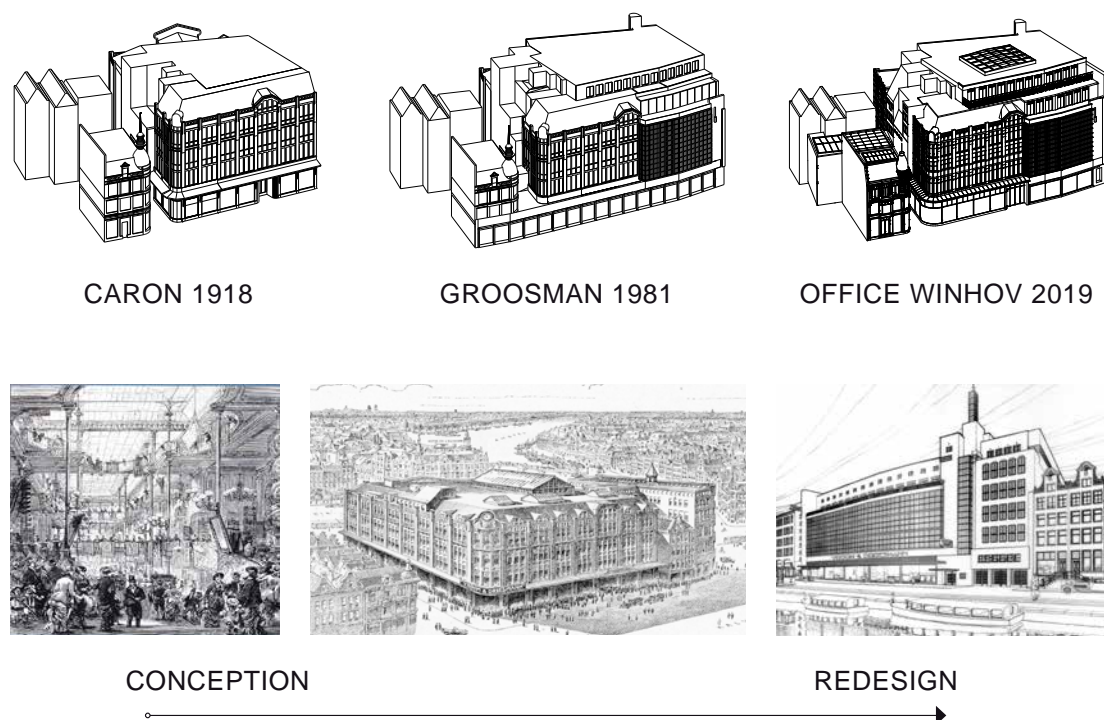 CARON 1918
GROOSMAN 1981
OFFICE WINHOV 2019
CONCEPTION
REDESIGN